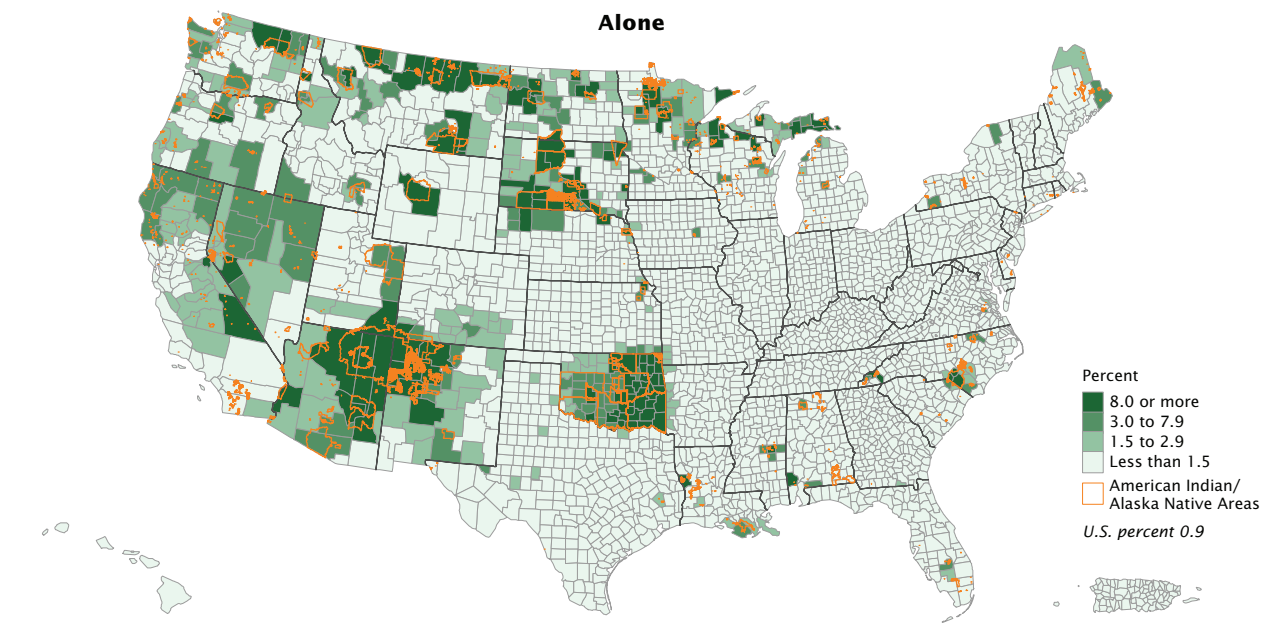 Alone
Percent
8.0 or more
3.0 to 7.9
1.5 to 2.9
Less than 1.5
American Indian/
Alaska Native Areas
U.S. percent 0.9